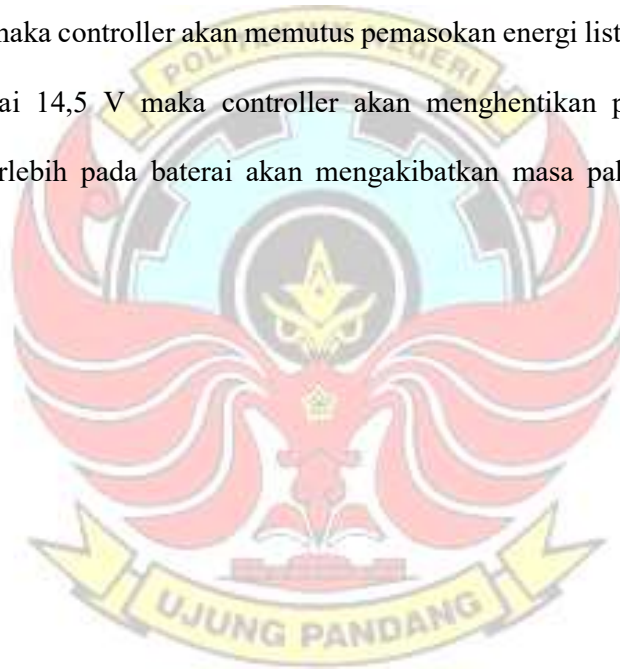 maka controller akan memutus pemasokan energi list
ai 14,5 V maka controller akan menghentikan p
rlebih pada baterai akan mengakibatkan masa pa
POLITEKNIK NEGERI
UJUNG PANDANG